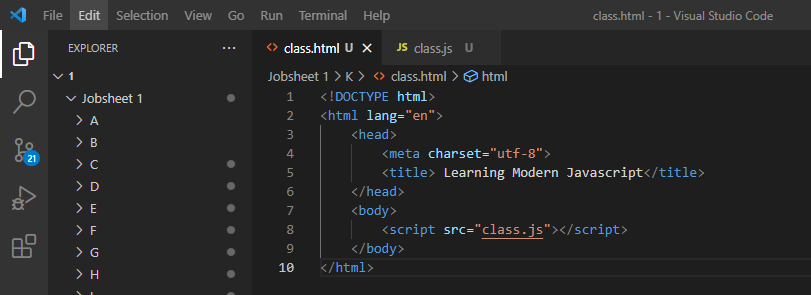 File Edit Selection View Go Run Terminal Help class.html - 1 - Visual Studio Code
EXPLORER ...
class.html U
JS class.js U
Jobsheet 1 > K > class.html > html
1
Jobsheet 1
A
B
C
D
E
F
G
H
21
1 <!DOCTYPE html>
2 <html lang="en">
3 <head>
4 <meta charset="utf-8">
5 <title> Learning Modern Javascript</title>
6 </head>
7 <body>
8 <script src="class.js"></script>
9 </body>
10 </html>